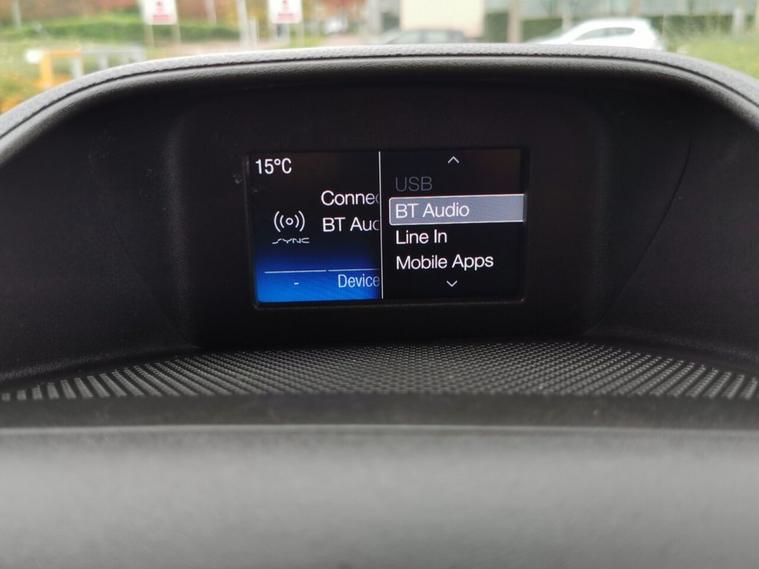 15°C
Connec
BT Aud
SYNC
- Device
USB
BT Audio
Line In
Mobile Apps